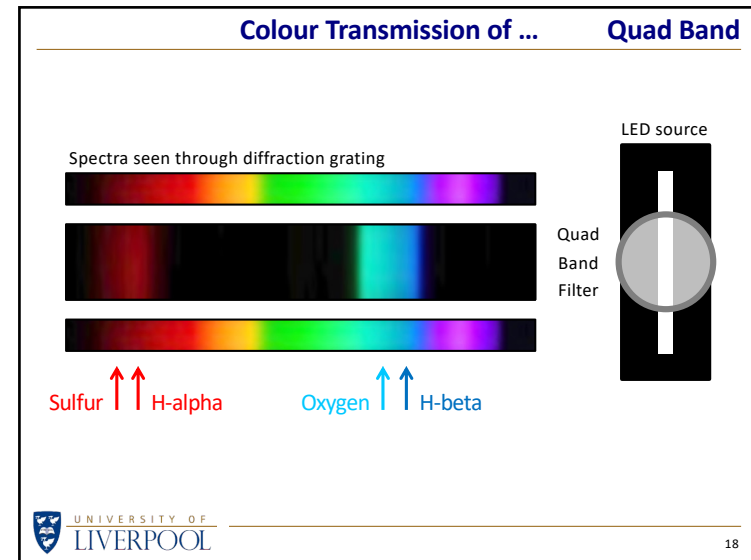 Colour Transmission of … Quad Band
LED source
Spectra seen through diffraction grating
Quad
Band
Filter
Sulfur H-alpha Oxygen H-beta
UNIVERSITY OF
LIVERPOOL
18